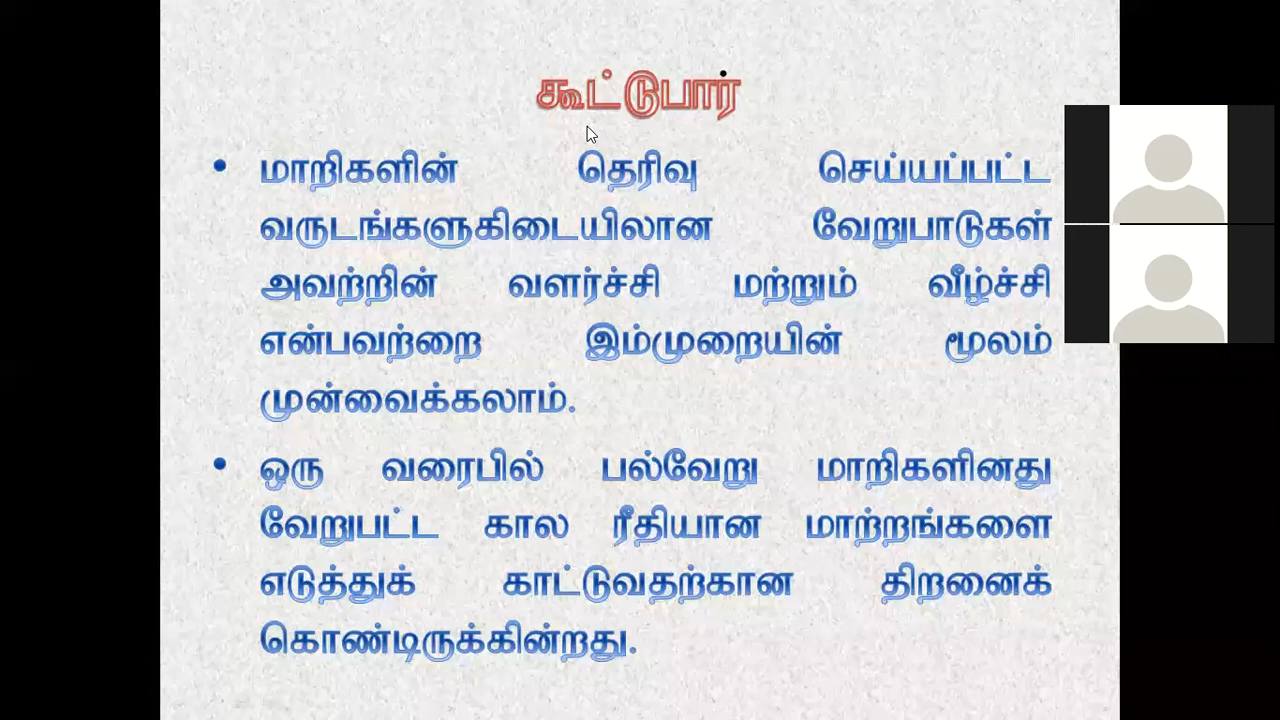 கூட்டுபார்
• மாறிகளின் தெரிவு செய்யப்பட்ட
வருடங்களுகிடையிலான வேறுபாடுகள்
அவற்றின் வளர்ச்சி மற்றும் வீழ்ச்சி
என்பவற்றை இம்முறையின் மூலம்
முன்வைக்கலாம்.
• ஒரு வரைபில் பல்வேறு மாறிகளினது
வேறுபட்ட கால ரீதியான மாற்றங்களை
எடுத்துக் காட்டுவதற்கான திறனைக்
கொண்டிருக்கின்றது.